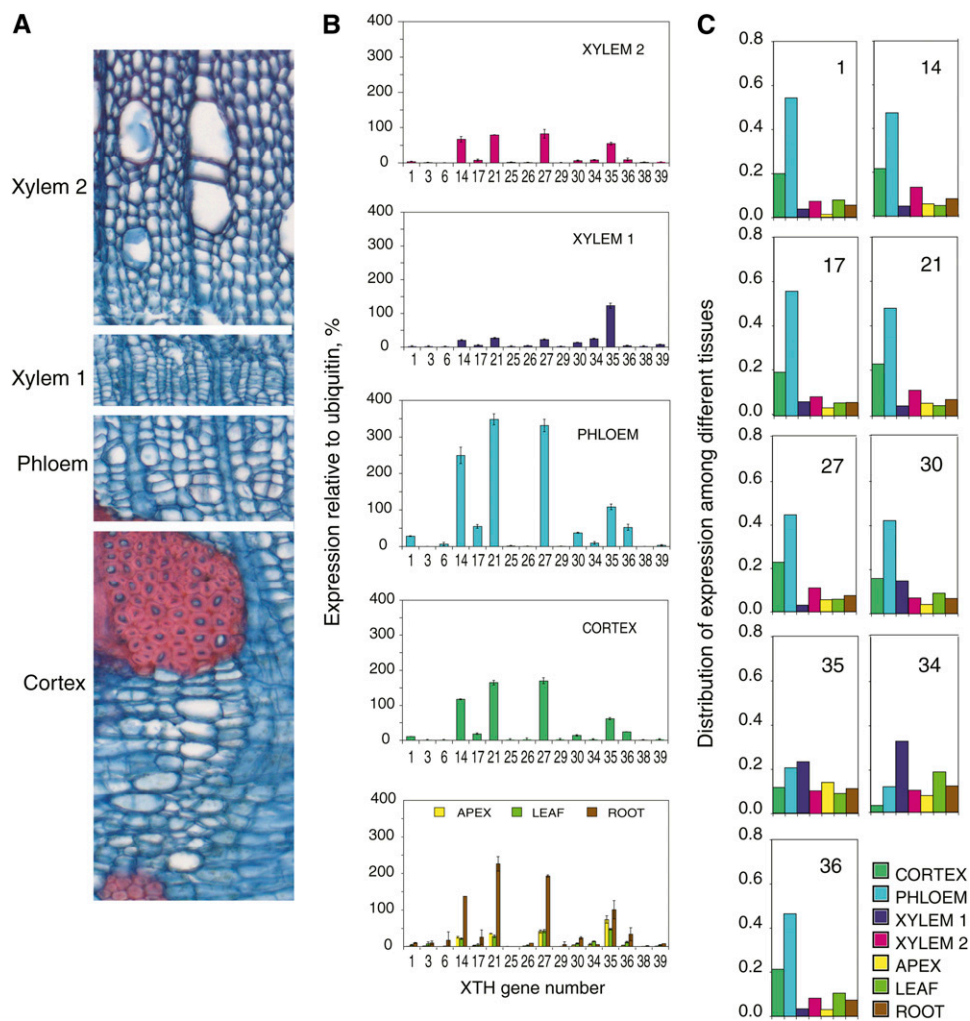 A
Xylem 2
Xylem 1
Phloem
Cortex
B
Expression relative to ubiquitin, %
400
300
200
100
0
XYLEM 2
1 3 6 14 17 21 25 26 27 29 30 34 35 36 38 39
400
300
200
100
0
XYLEM 1
1 3 6 14 17 21 25 26 27 29 30 34 35 36 38 39
400
300
200
100
0
PHLOEM
1 3 6 14 17 21 25 26 27 29 30 34 35 36 38 39
400
300
200
100
0
CORTEX
1 3 6 14 17 21 25 26 27 29 30 34 35 36 38 39
400
300
200
100
0
APEX LEAF ROOT
1 3 6 14 17 21 25 26 27 29 30 34 35 36 38 39
XTH gene number
C
Distribution of expression among different tissues
0.8
0.6
0.4
0.2
0.0
1
14
0.8
0.6
0.4
0.2
0.0
17
21
0.8
0.6
0.4
0.2
0.0
27
30
0.8
0.6
0.4
0.2
0.0
35
34
0.8
0.6
0.4
0.2
0.0
36
CORTEX
PHLOEM
XYLEM 1
XYLEM 2
APEX
LEAF
ROOT